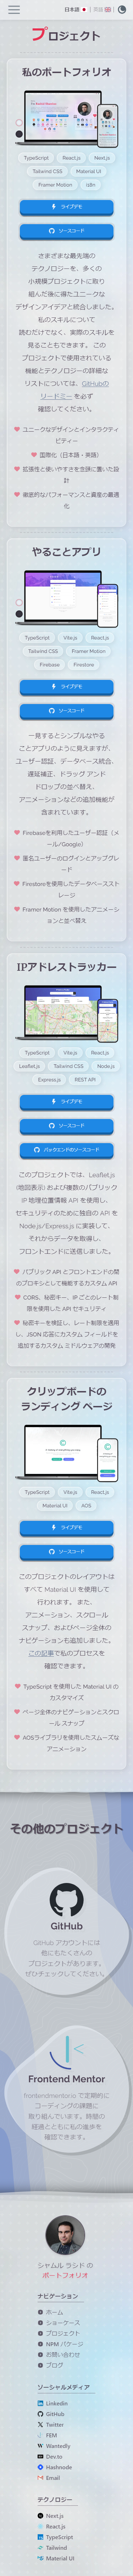 日本語
英語
プロジェクト
私のポートフォリオ
TypeScript
React.js
Next.js
Tailwind CSS
Material UI
Framer Motion
i18n
ライブデモ
ソースコード
さまざまな最先端の
テクノロジーを、多くの
小規模プロジェクトに取り
組んだ後に得たユニークな
デザインアイデアと統合しました。
私のスキルについて
読むだけでなく、実際のスキルを
見ることもできます。 この
プロジェクトで使用されている
機能とテクノロジーの詳細な
リストについては、GitHubの
リードミー を必ず
確認してください。
ユニークなデザインとインタラクティ
ビティー
国際化（日本語・英語）
拡張性と使いやすさを念頭に置いた設
計
徹底的なパフォーマンスと資産の最適
化
やることアプリ
TypeScript
Vite.js
React.js
Tailwind CSS
Framer Motion
Firebase
Firestore
ライブデモ
ソースコード
一見するとシンプルなやる
ことアプリのように見えますが、
ユーザー認証、データベース統合、
遅延補正、ドラッグ アンド
ドロップの並べ替え、
アニメーションなどの追加機能が
含まれています。
Firebaseを利用したユーザー認証（メ
ール/Google）
匿名ユーザーのログインとアップグレ
ード
Firestoreを使用したデータベーススト
レージ
Framer Motion を使用したアニメーショ
ンと並べ替え
IPアドレストラッカー
TypeScript
Vite.js
React.js
Leaflet.js
Tailwind CSS
Node.js
Express.js
REST API
ライブデモ
ソースコード
バックエンドのソースコード
このプロジェクトでは、Leaflet.js
(地図表示) および複数のパブリック
IP 地理位置情報 API を使用し、
セキュリティのために独自の API を
Node.js/Express.js に実装して、
それからデータを取得し、
フロントエンドに送信しました。
パブリック API とフロントエンドの間
のプロキシとして機能するカスタム API
CORS、秘密キー、IP ごとのレート制
限を使用した API セキュリティ
秘密キーを検証し、レート制限を適用
し、JSON 応答にカスタム フィールドを
追加するカスタム ミドルウェアの開発
クリップボードの
ランディング ページ
TypeScript
Vite.js
React.js
Material UI
AOS
ライブデモ
ソースコード
このプロジェクトのレイアウトは
すべて Material UI を使用して
行われます。また、
アニメーション、スクロール
スナップ、およびページ全体の
ナビゲーションも追加しました。
この記事で私のプロセスを
確認できます。
TypeScript を使用した Material UI の
カスタマイズ
ページ全体のナビゲーションとスクロ
ール スナップ
AOSライブラリを使用したスムーズな
アニメーション
その他のプロジェクト
GitHub
GitHub アカウントには
他にもたくさんの
プロジェクトがあります。
ぜひチェックしてください。
Frontend Mentor
frontendmentor.io で定期的に
コーディングの課題に
取り組んでいます。時間の
経過とともに私の進歩を
確認できます。
シャムル ラシド の
ポートフォリオ
ナビゲーション
ホーム
ショーケース
プロジェクト
NPM パケージ
お問い合わせ
ブログ
ソーシャルメディア
Linkedin
GitHub
Twitter
FEM
Wantedly
Dev.to
Hashnode
Email
テクノロジー
Next.js
React.js
TypeScript
Tailwind
Material UI